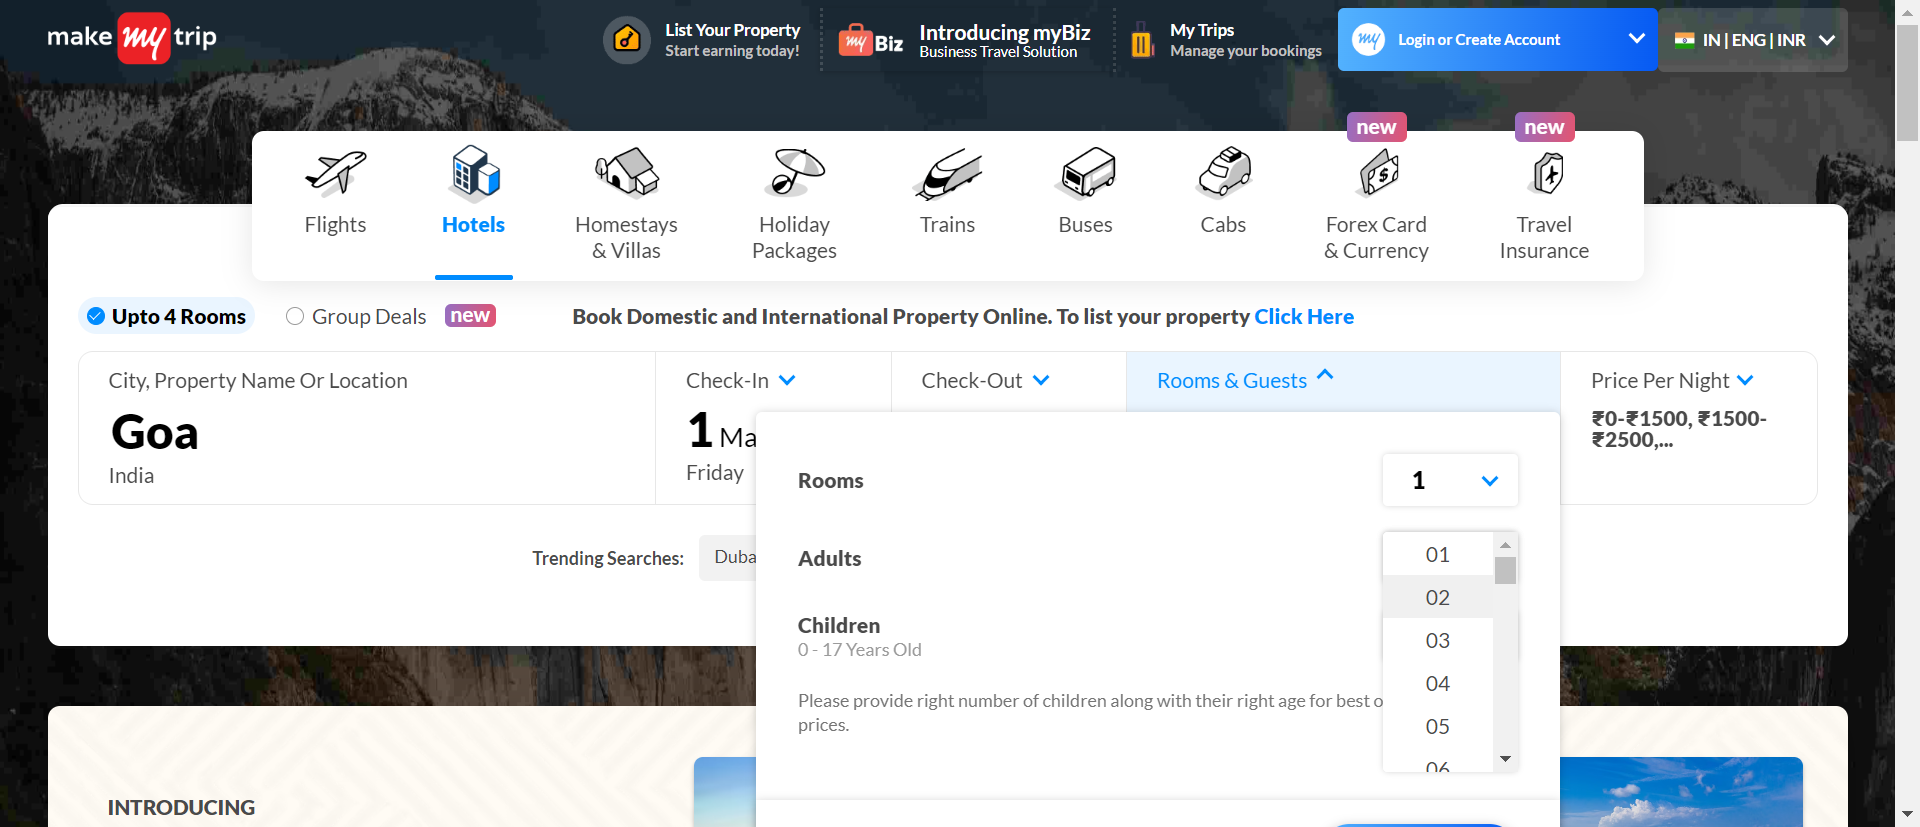 make my trip
List Your Property
Start earning today!
my Biz
Introducing myBiz
Business Travel Solution
My Trips
Manage your bookings
my
Login or Create Account
IN | ENG | INR
new
new
Flights
Hotels
Homestays
& Villas
Holiday
Packages
Trains
Buses
Cabs
Forex Card
& Currency
Travel
Insurance
Upto 4 Rooms
Group Deals
new
Book Domestic and International Property Online. To list your property Click Here
City, Property Name Or Location
Goa
India
Check-In
1 Ma
Friday
Check-Out
Rooms & Guests
Price Per Night
₹0-₹1500, ₹1500-
₹2500,...
Rooms
1
Trending Searches:
Duba
Adults
01
02
03
04
05
06
Children
0 - 17 Years Old
Please provide right number of children along with their right age for best o
prices.
INTRODUCING